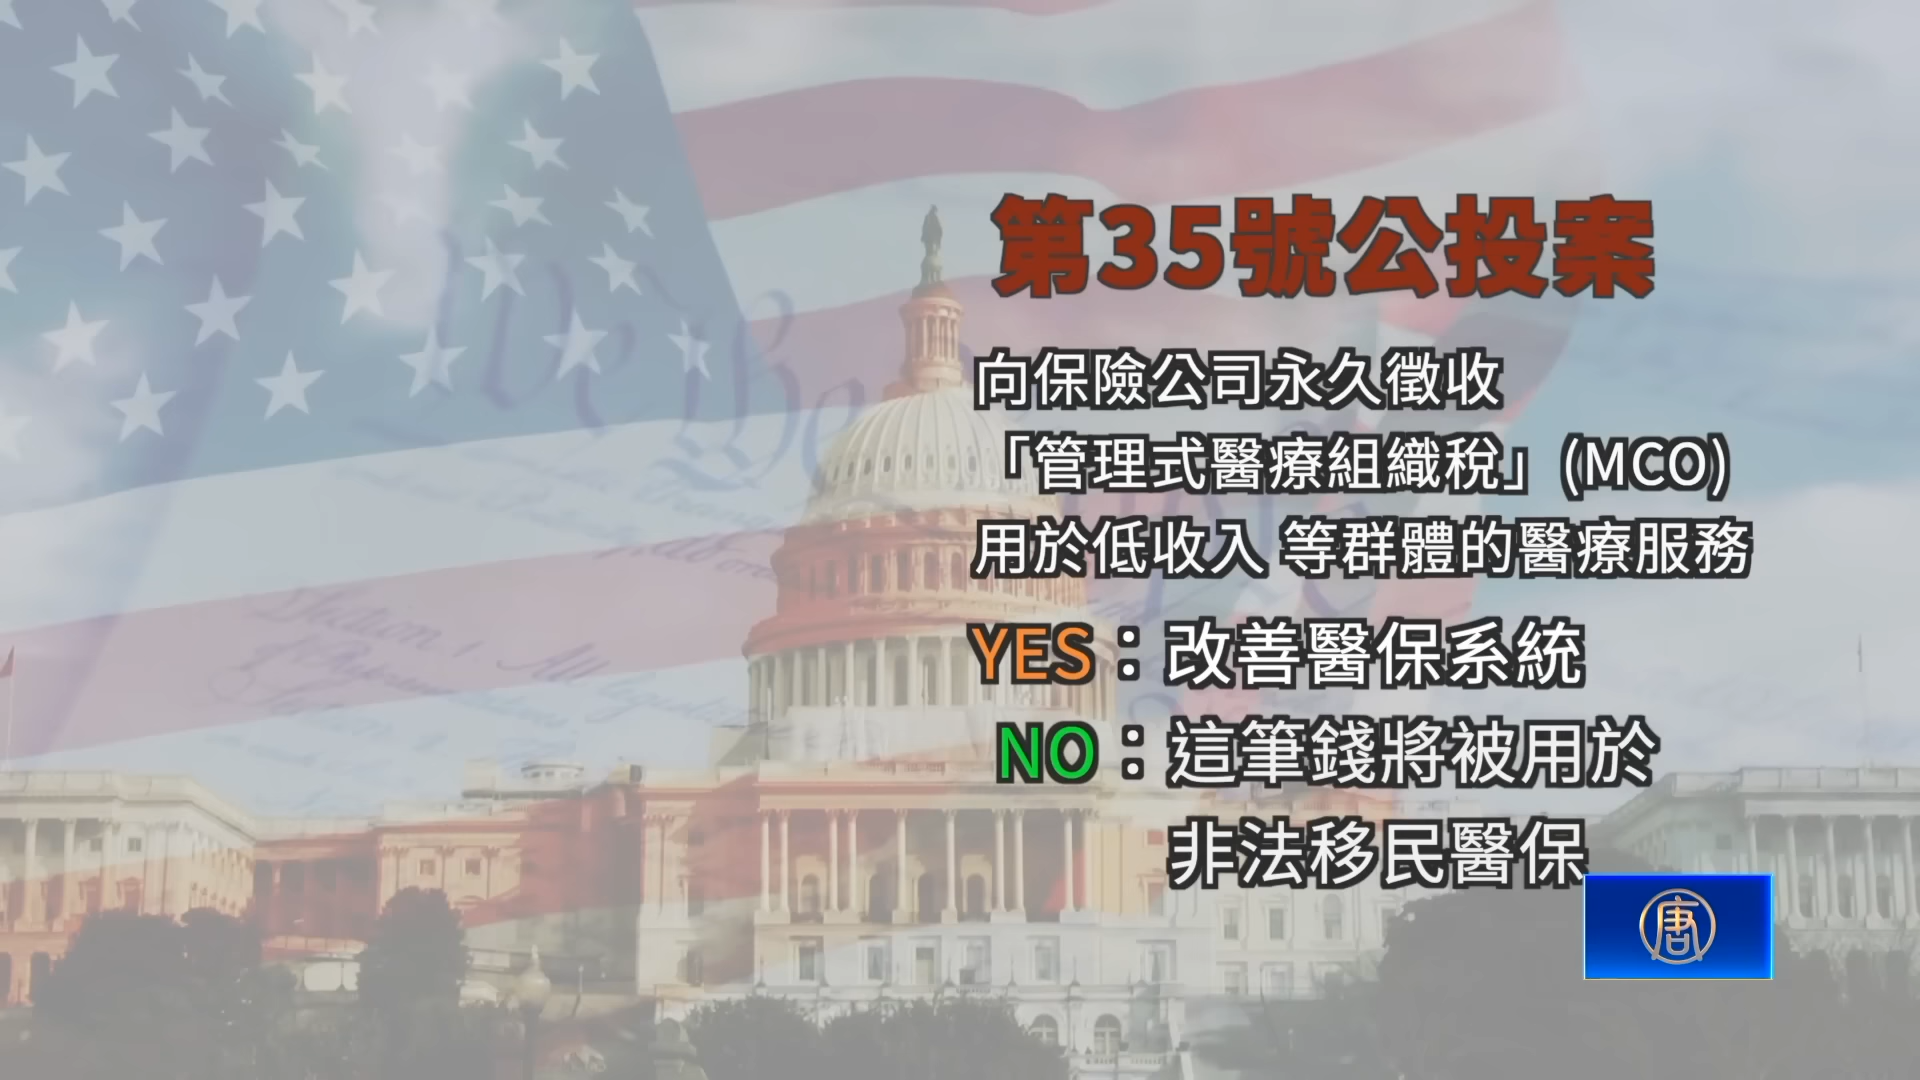 第35號公投案
向保險公司永久徵收
「管理式醫療組織稅」(MCO)
用於低收入 等群體的醫療服務
YES：改善醫保系統
NO：這筆錢將被用於
非法移民醫保
唐
We the